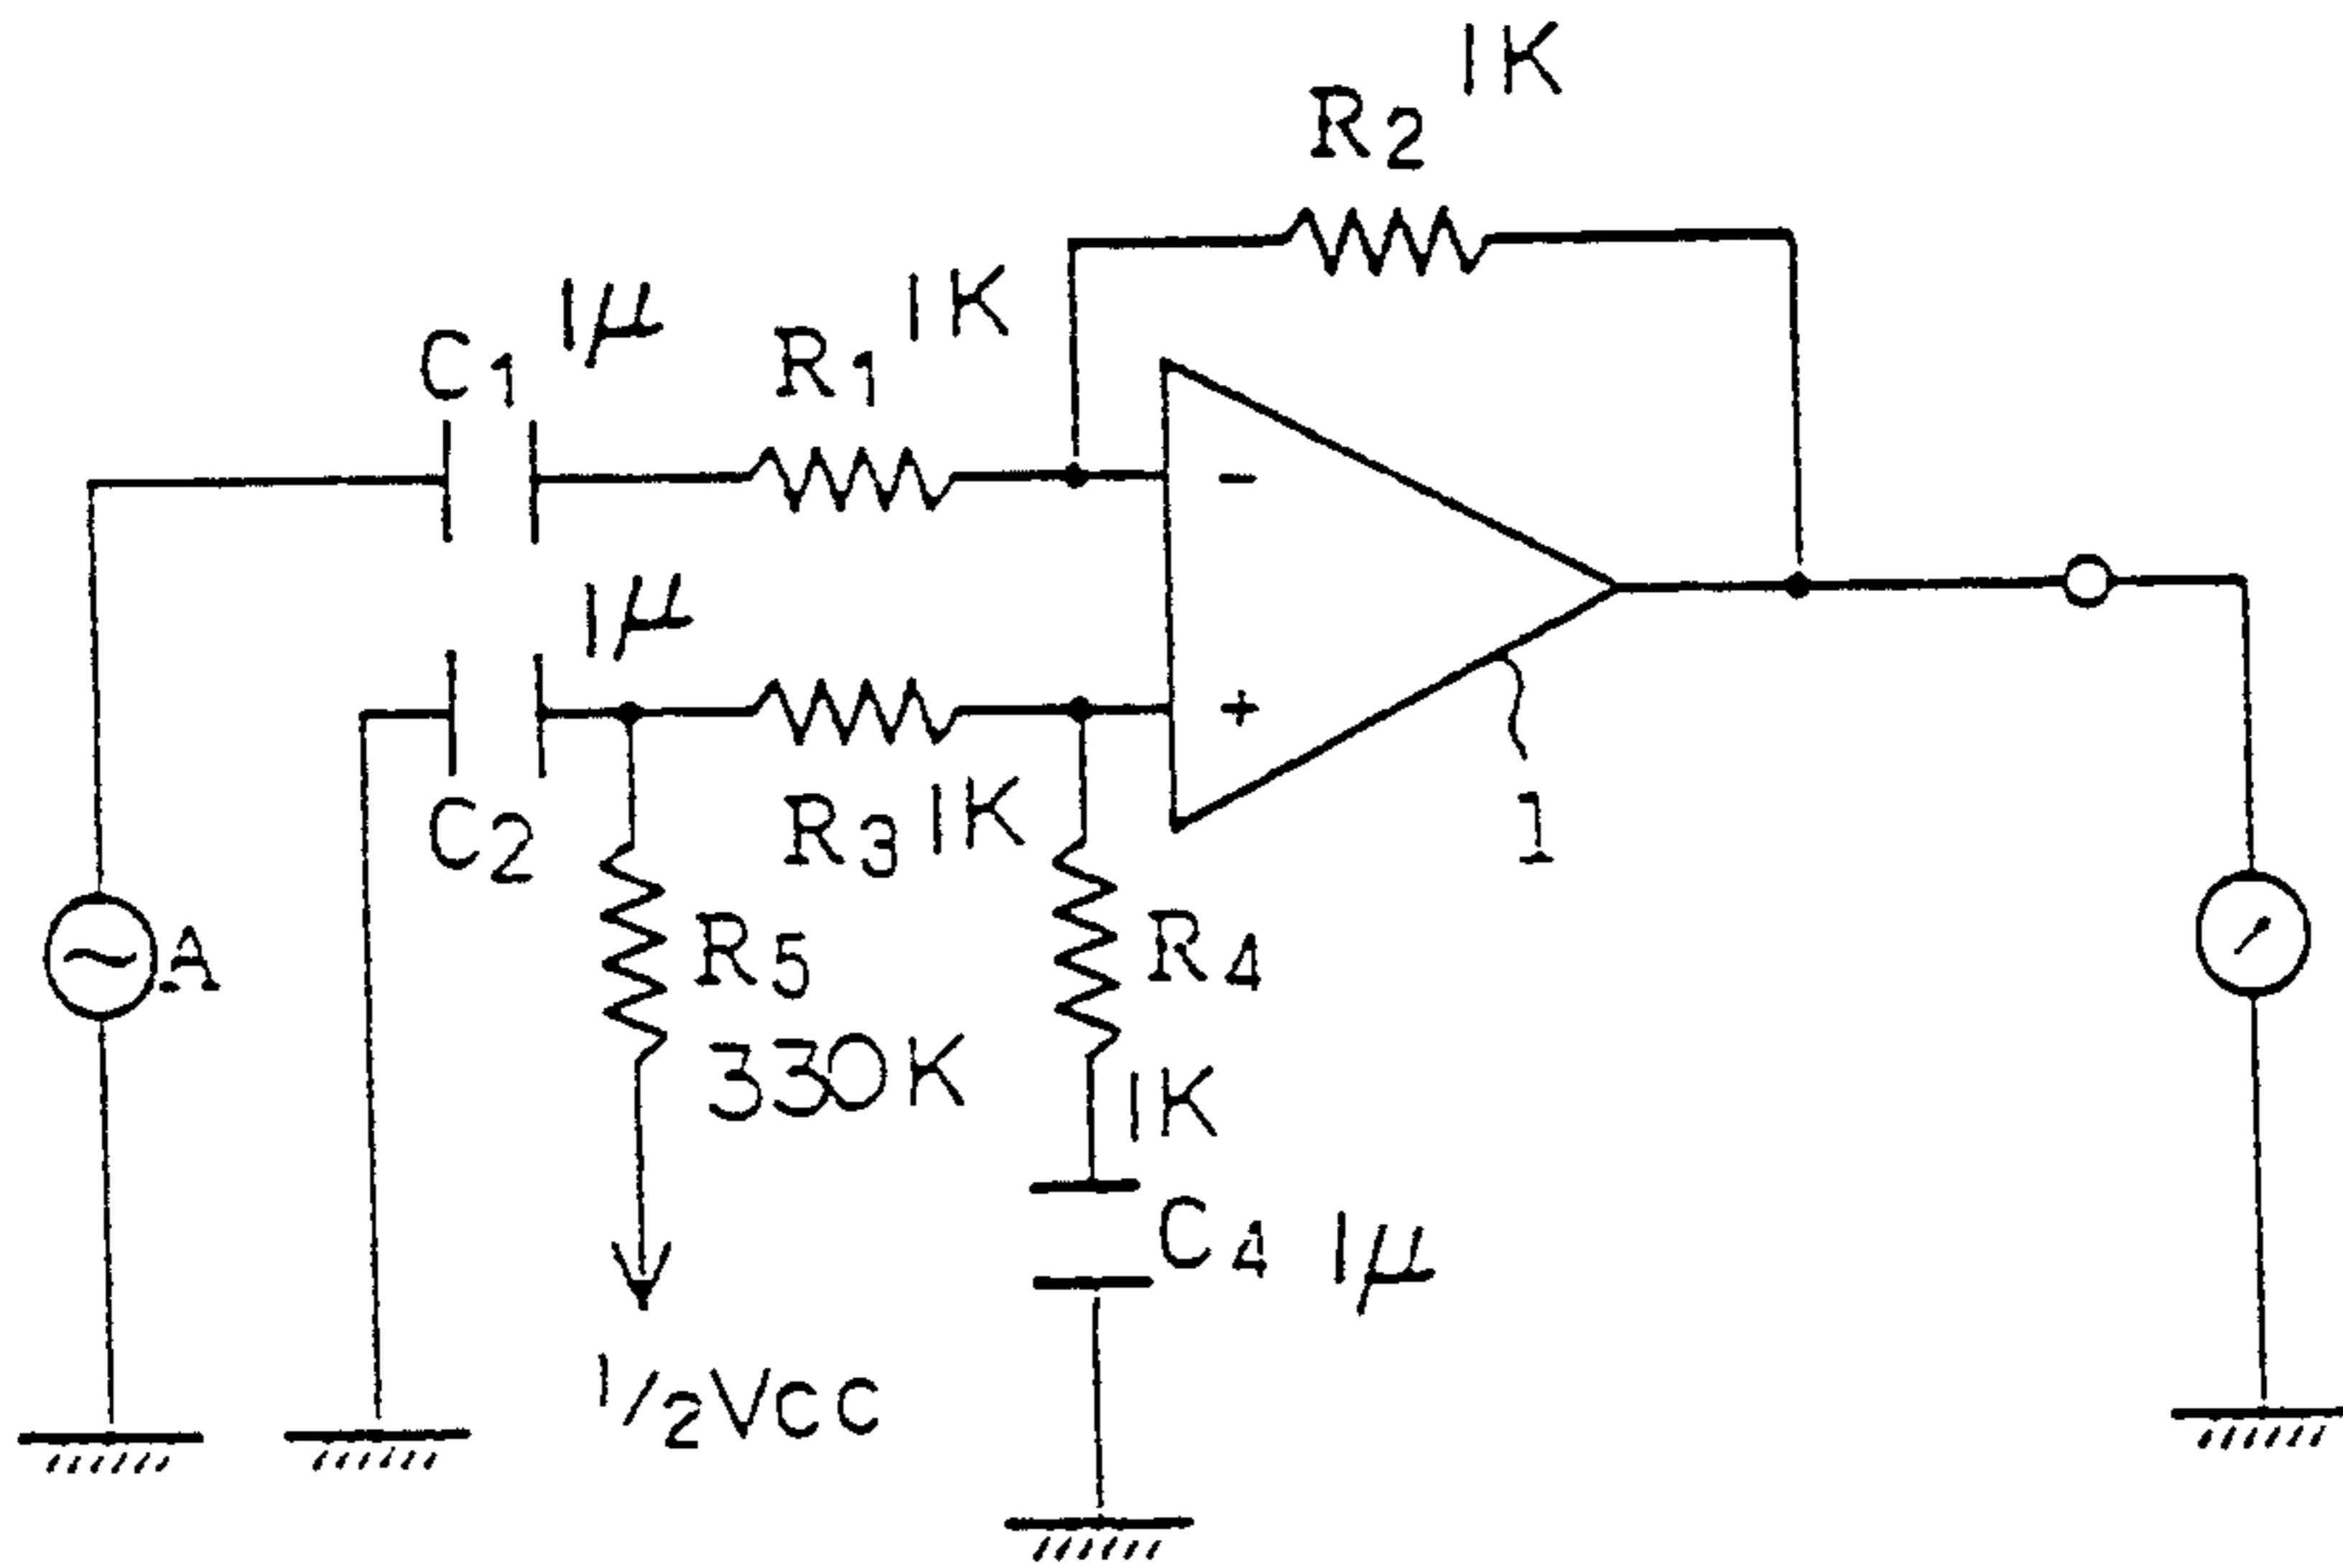 R2 1K
C1 1μ
R1 1K
-
C2 1μ
R3 1K
+
1
A
R5
330K
R4
1K
C4 1μ
1/2VCC